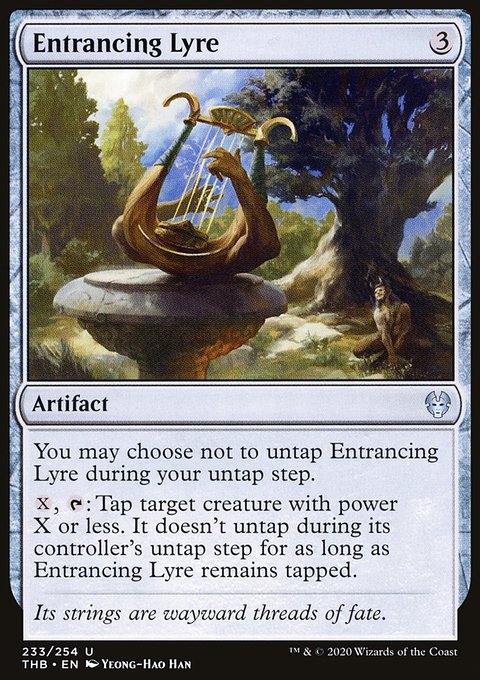 Entrancing Lyre 3
Artifact
You may choose not to untap Entrancing
Lyre during your untap step.
X, : Tap target creature with power
X or less. It doesn't untap during its
controller's untap step for as long as
Entrancing Lyre remains tapped.
Its strings are wayward threads of fate.
233/254 U
THB • EN Yeong-Hao Han
™ & © 2020 Wizards of the Coast